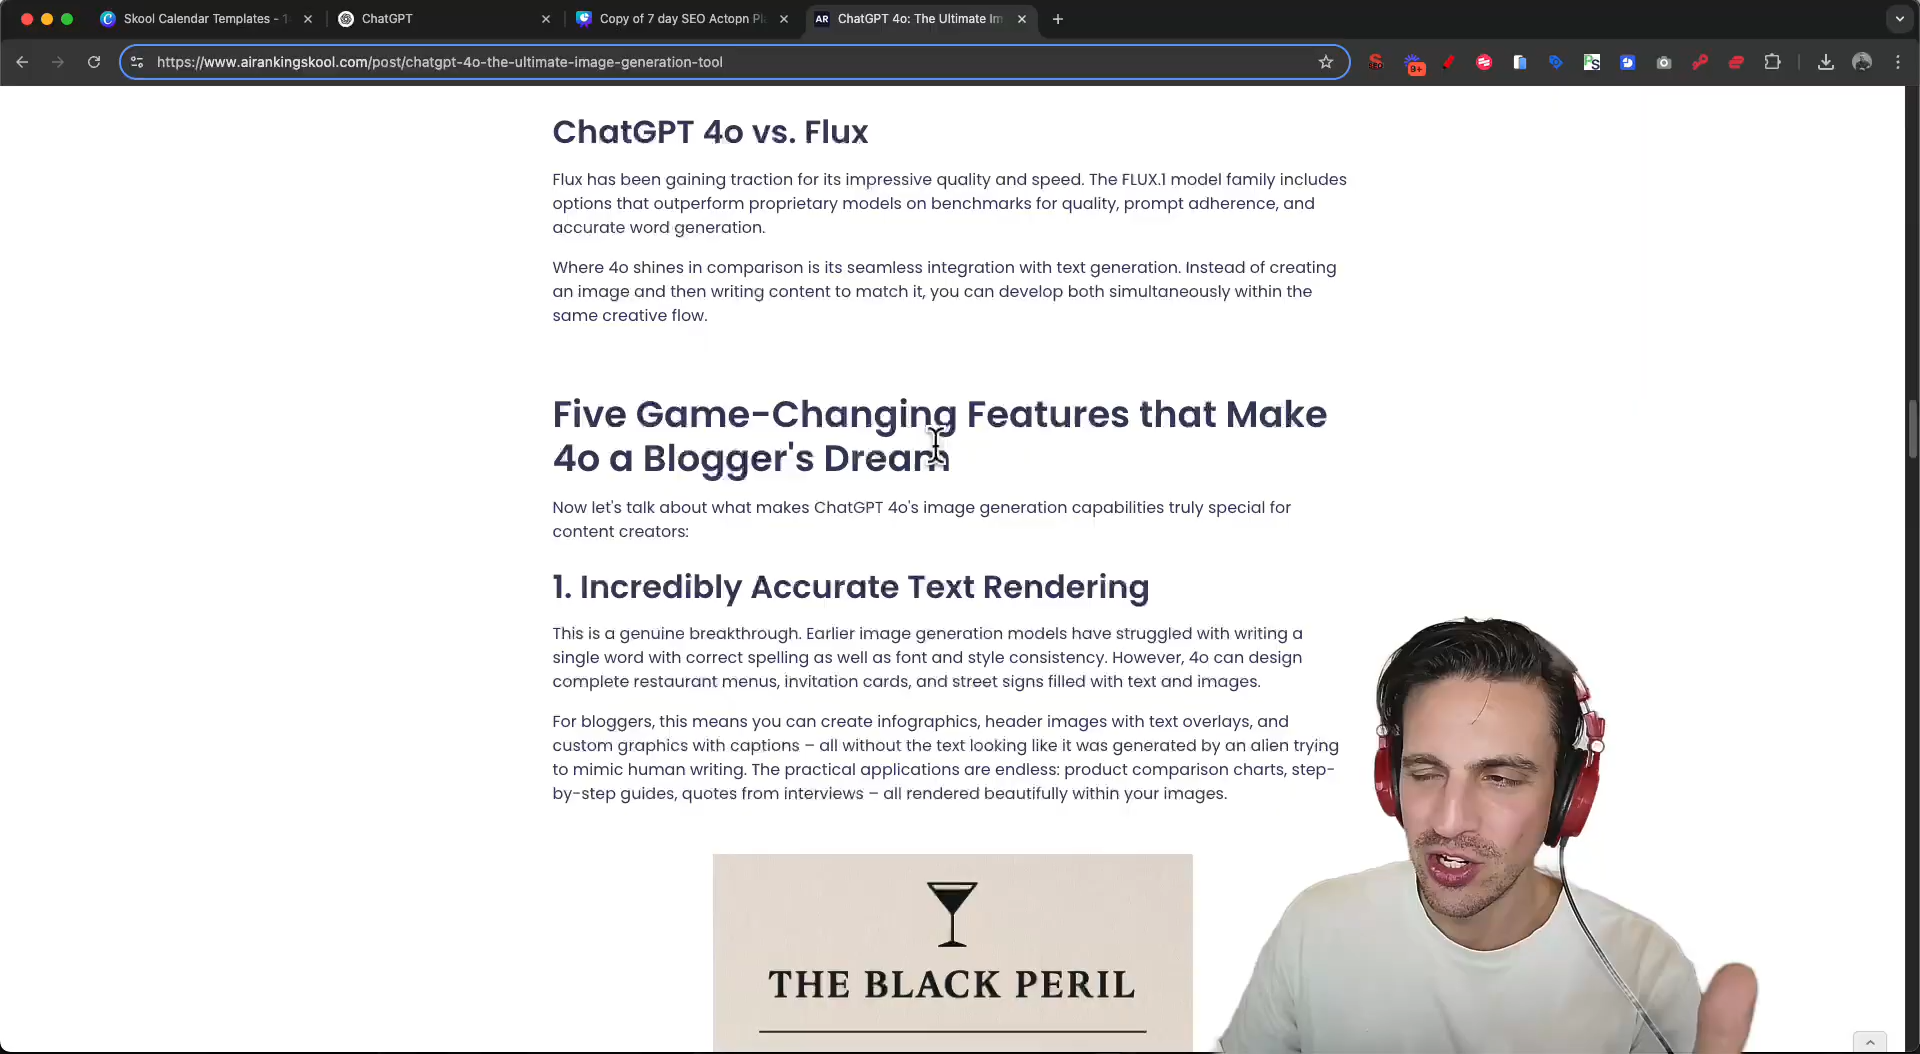 Skool Calendar Templates - 1
ChatGPT
Copy of 7 day SEO Actopn Pl
AR
ChatGPT 4o: The Ultimate Im
https://www.airankingskool.com/post/chatgpt-4o-the-ultimate-image-generation-tool
SEO
9+
ChatGPT 4o vs. Flux
Flux has been gaining traction for its impressive quality and speed. The FLUX.1 model family includes
options that outperform proprietary models on benchmarks for quality, prompt adherence, and
accurate word generation.
Where 4o shines in comparison is its seamless integration with text generation. Instead of creating
an image and then writing content to match it, you can develop both simultaneously within the
same creative flow.
Five Game-Changing Features that Make
4o a Blogger's Dream
Now let's talk about what makes ChatGPT 4o's image generation capabilities truly special for
content creators:
1. Incredibly Accurate Text Rendering
This is a genuine breakthrough. Earlier image generation models have struggled with writing a
single word with correct spelling as well as font and style consistency. However, 4o can design
complete restaurant menus, invitation cards, and street signs filled with text and images.
For bloggers, this means you can create infographics, header images with text overlays, and
custom graphics with captions – all without the text looking like it was generated by an alien trying
to mimic human writing. The practical applications are endless: product comparison charts, step-
by-step guides, quotes from interviews – all rendered beautifully within your images.
THE BLACK PERIL